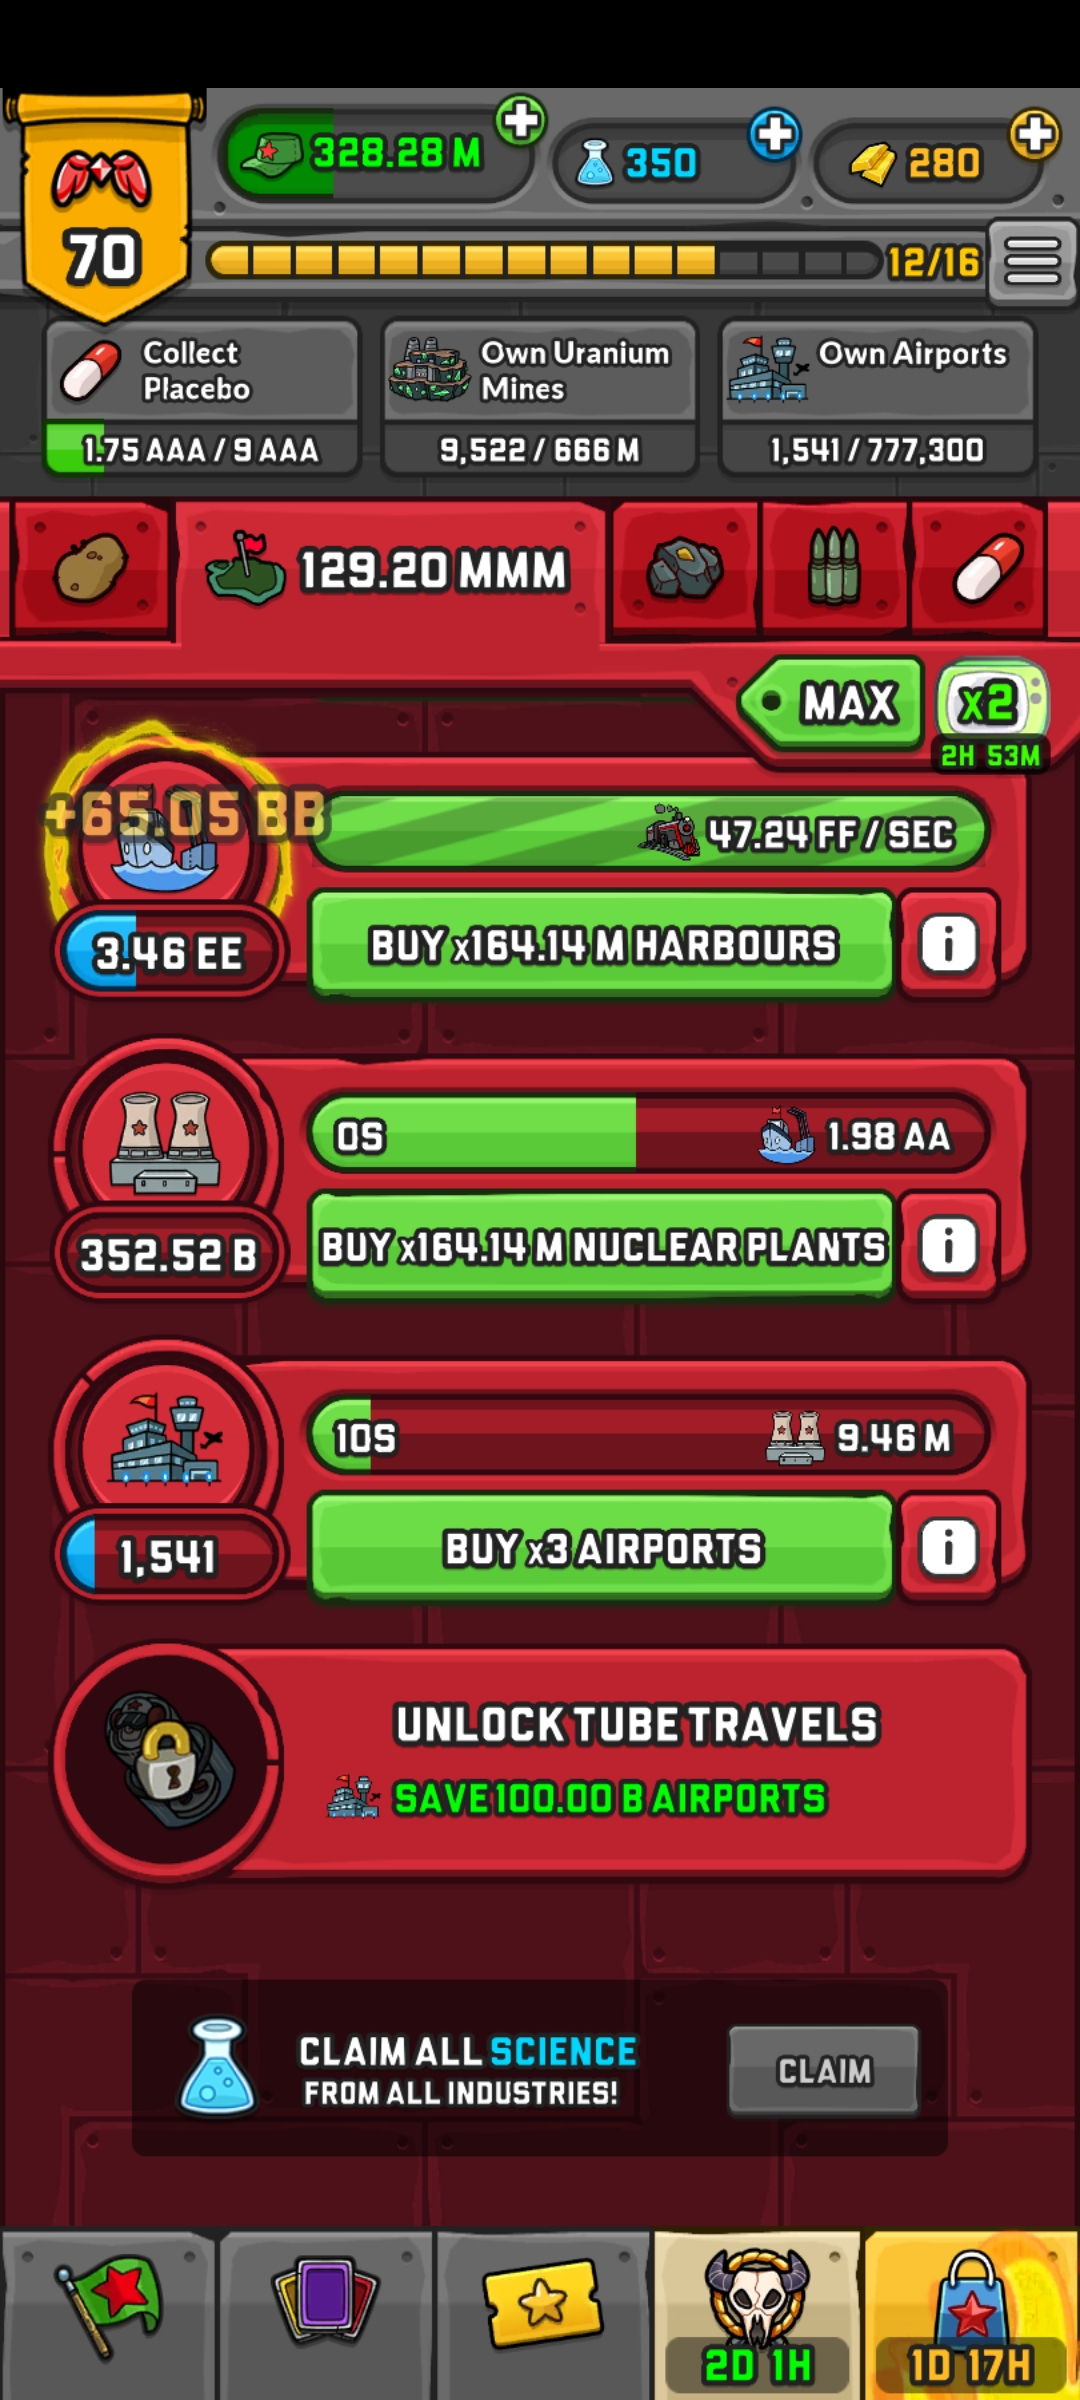 328.28 M
350
280
70
12/16
Collect
Placebo
1.75 AAA / 9 AAA
Own Uranium
Mines
9,522 / 666 M
Own Airports
1,541 / 777,300
129.20 MMM
MAX
x2
2H 53M
+65.05 BB
47.24 FF / SEC
3.46 EE
BUY x164.14 M HARBOURS
i
0S
1.98 AA
352.52 B
BUY x164.14 M NUCLEAR PLANTS
i
10S
9.46 M
1,541
BUY x3 AIRPORTS
i
UNLOCK TUBE TRAVELS
SAVE 100.00 B AIRPORTS
CLAIM ALL SCIENCE
FROM ALL INDUSTRIES!
CLAIM
2D 1H
1D 17H